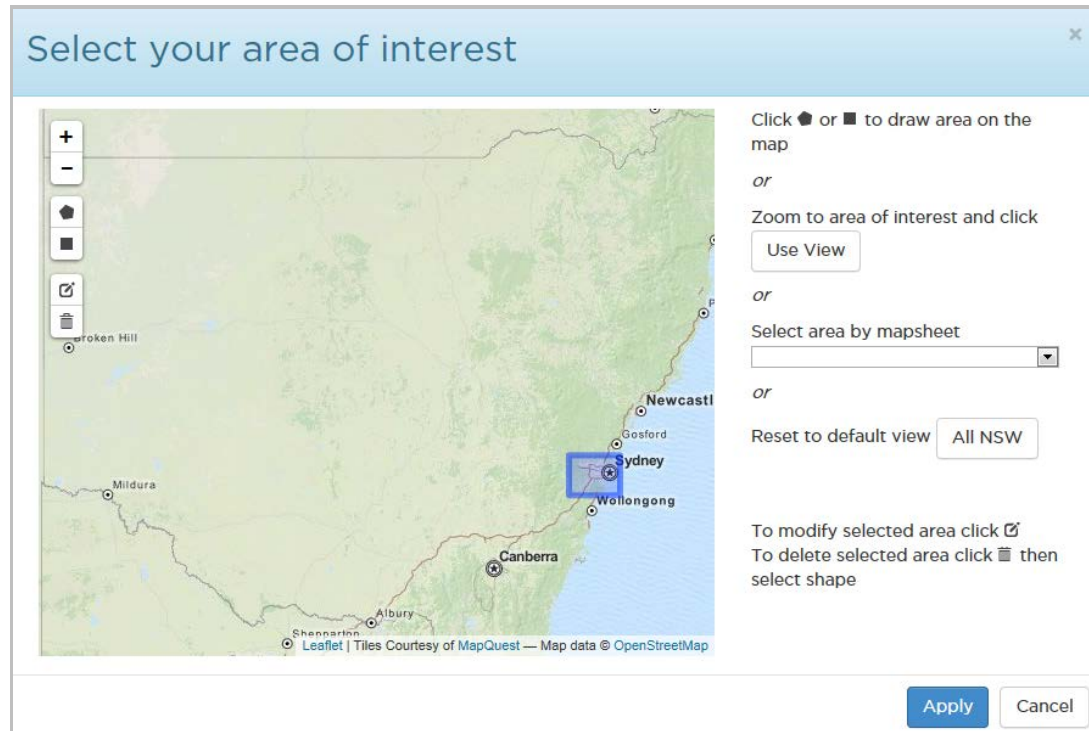 Select your area of interest
×
+
−
Broken Hill
Newcastl
Gosford
Sydney
Mildura
Wollongong
Canberra
Albury
Shepparton
Leaflet | Tiles Courtesy of MapQuest — Map data © OpenStreetMap
Click or to draw area on the
map
or
Zoom to area of interest and click
Use View
or
Select area by mapsheet
or
Reset to default view All NSW
To modify selected area click
To delete selected area click then
select shape
Apply Cancel